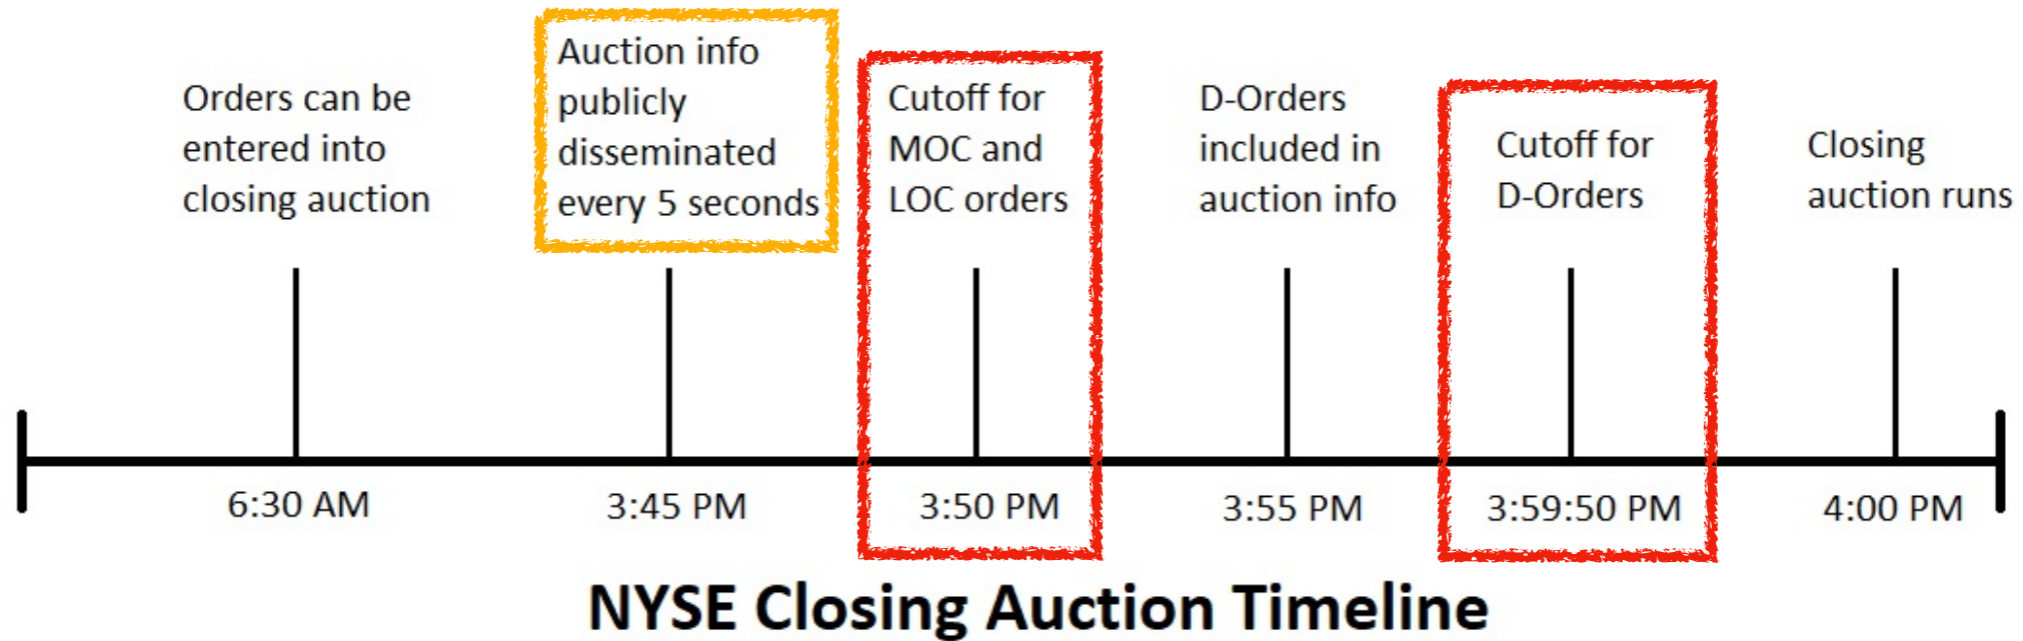 Orders can be
entered into
closing auction
Auction info
publicly
disseminated
every 5 seconds
Cutoff for
MOC and
LOC orders
D-Orders
included in
auction info
Cutoff for
D-Orders
Closing
auction runs
6:30 AM
3:45 PM
3:50 PM
3:55 PM
3:59:50 PM
4:00 PM
NYSE Closing Auction Timeline